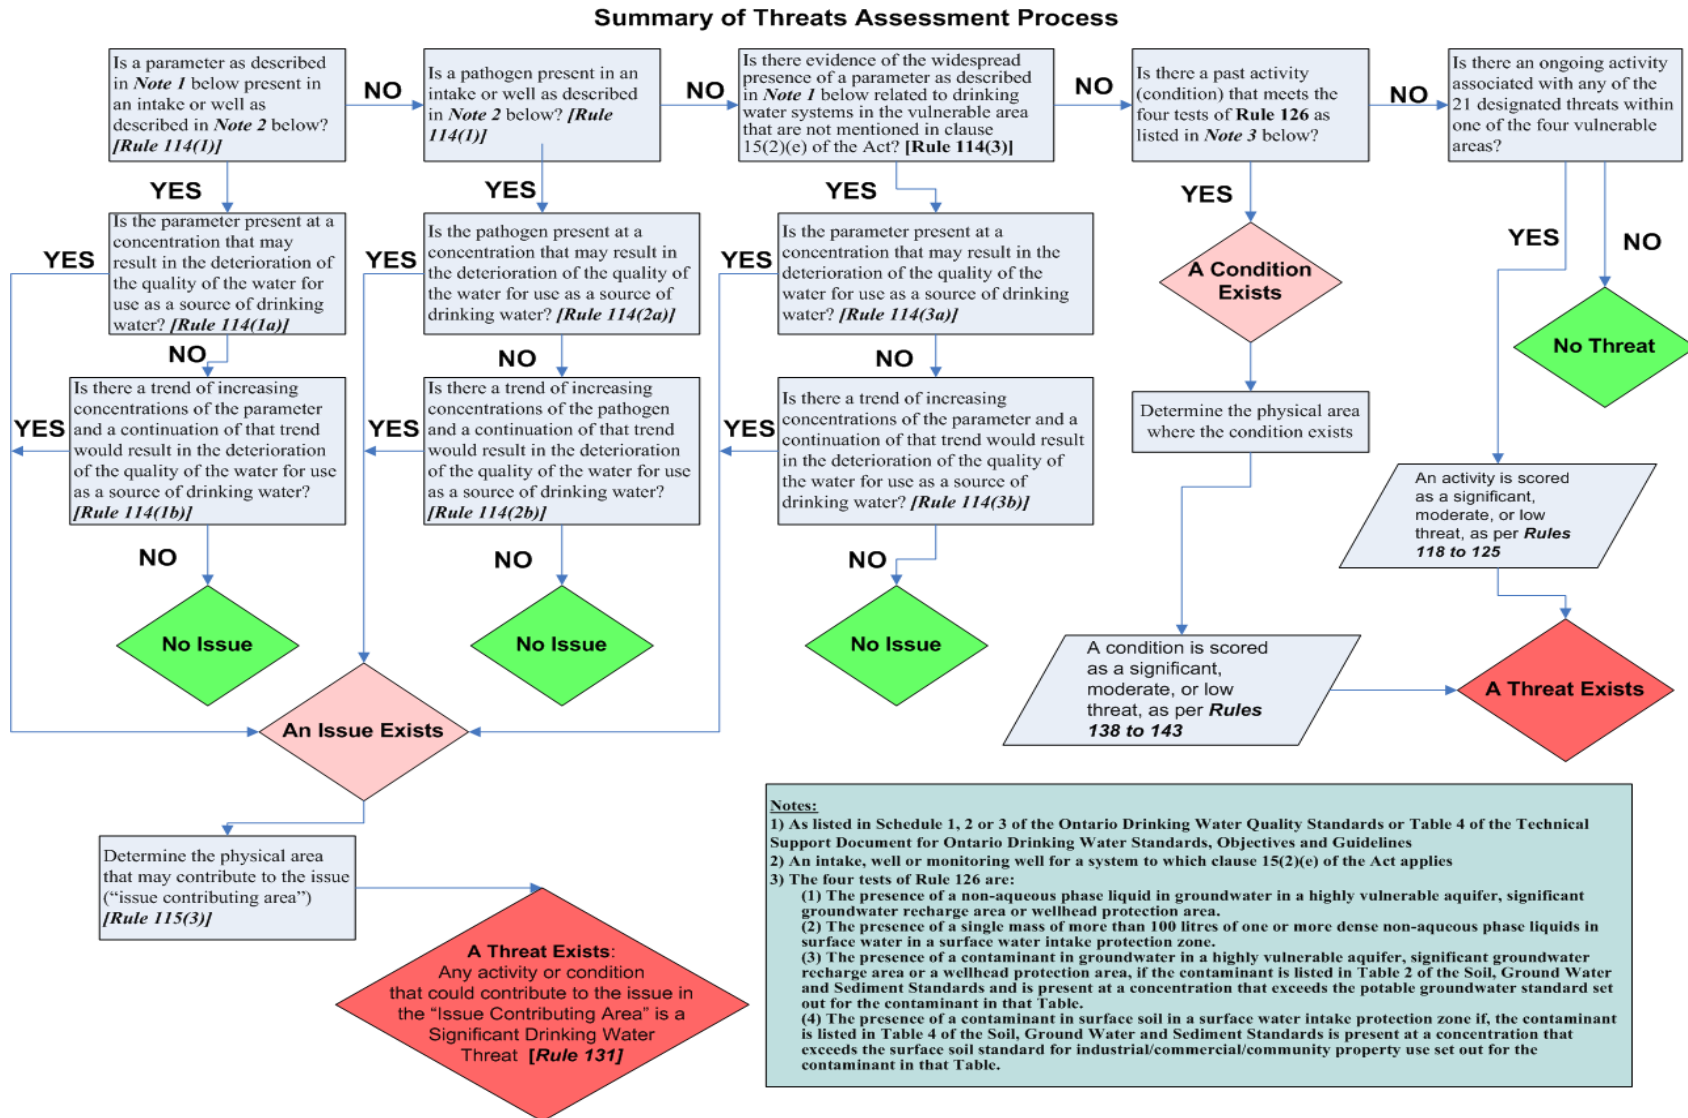 Summary of Threats Assessment Process
Is a parameter as described
in Note 1 below present in
an intake or well as
described in Note 2 below?
[Rule 114(1)]
NO
Is a pathogen present in an
intake or well as described
in Note 2 below? [Rule
114(1)]
NO
Is there evidence of the widespread
presence of a parameter as described
in Note 1 below related to drinking
water systems in the vulnerable area
that are not mentioned in clause
15(2)(e) of the Act? [Rule 114(3)]
NO
Is there a past activity
(condition) that meets the
four tests of Rule 126 as
listed in Note 3 below?
NO
Is there an ongoing activity
associated with any of the
21 designated threats within
one of the four vulnerable
areas?
YES
YES
YES
YES
YES
NO
YES
Is the parameter present at a
concentration that may
result in the deterioration of
the quality of the water for
use as a source of drinking
water? [Rule 114(1a)]
YES
Is the pathogen present at a
concentration that may result in
the deterioration of the quality of
the water for use as a source of
drinking water? [Rule 114(2a)]
YES
Is the parameter present at a
concentration that may result in the
deterioration of the quality of the
water for use as a source of drinking
water? [Rule 114(3a)]
A Condition
Exists
No Threat
NO
NO
NO
YES
Is there a trend of increasing
concentrations of the parameter
and a continuation of that trend
would result in the deterioration
of the quality of the water for use
as a source of drinking water?
[Rule 114(1b)]
YES
Is there a trend of increasing
concentrations of the pathogen
and a continuation of that trend
would result in the deterioration
of the quality of the water for use
as a source of drinking water?
[Rule 114(2b)]
YES
Is there a trend of increasing
concentrations of the parameter and a
continuation of that trend would result
in the deterioration of the quality of
the water for use as a source of
drinking water? [Rule 114(3b)]
Determine the physical area
where the condition exists
An activity is scored
as a significant,
moderate, or low
threat, as per Rules
118 to 125
NO
NO
NO
No Issue
No Issue
No Issue
A condition is scored
as a significant,
moderate, or low
threat, as per Rules
138 to 143
A Threat Exists
An Issue Exists
Determine the physical area
that may contribute to the issue
(“issue contributing area”)
[Rule 115(3)]
A Threat Exists:
Any activity or condition
that could contribute to the issue in
the “Issue Contributing Area” is a
Significant Drinking Water
Threat [Rule 131]
Notes:
1) As listed in Schedule 1, 2 or 3 of the Ontario Drinking Water Quality Standards or Table 4 of the Technical
Support Document for Ontario Drinking Water Standards, Objectives and Guidelines
2) An intake, well or monitoring well for a system to which clause 15(2)(e) of the Act applies
3) The four tests of Rule 126 are:
(1) The presence of a non-aqueous phase liquid in groundwater in a highly vulnerable aquifer, significant
groundwater recharge area or wellhead protection area.
(2) The presence of a single mass of more than 100 litres of one or more dense non-aqueous phase liquids in
surface water in a surface water intake protection zone.
(3) The presence of a contaminant in groundwater in a highly vulnerable aquifer, significant groundwater
recharge area or a wellhead protection area, if the contaminant is listed in Table 2 of the Soil, Ground Water
and Sediment Standards and is present at a concentration that exceeds the potable groundwater standard set
out for the contaminant in that Table.
(4) The presence of a contaminant in surface soil in a surface water intake protection zone if, the contaminant
is listed in Table 4 of the Soil, Ground Water and Sediment Standards is present at a concentration that
exceeds the surface soil standard for industrial/commercial/community property use set out for the
contaminant in that Table.